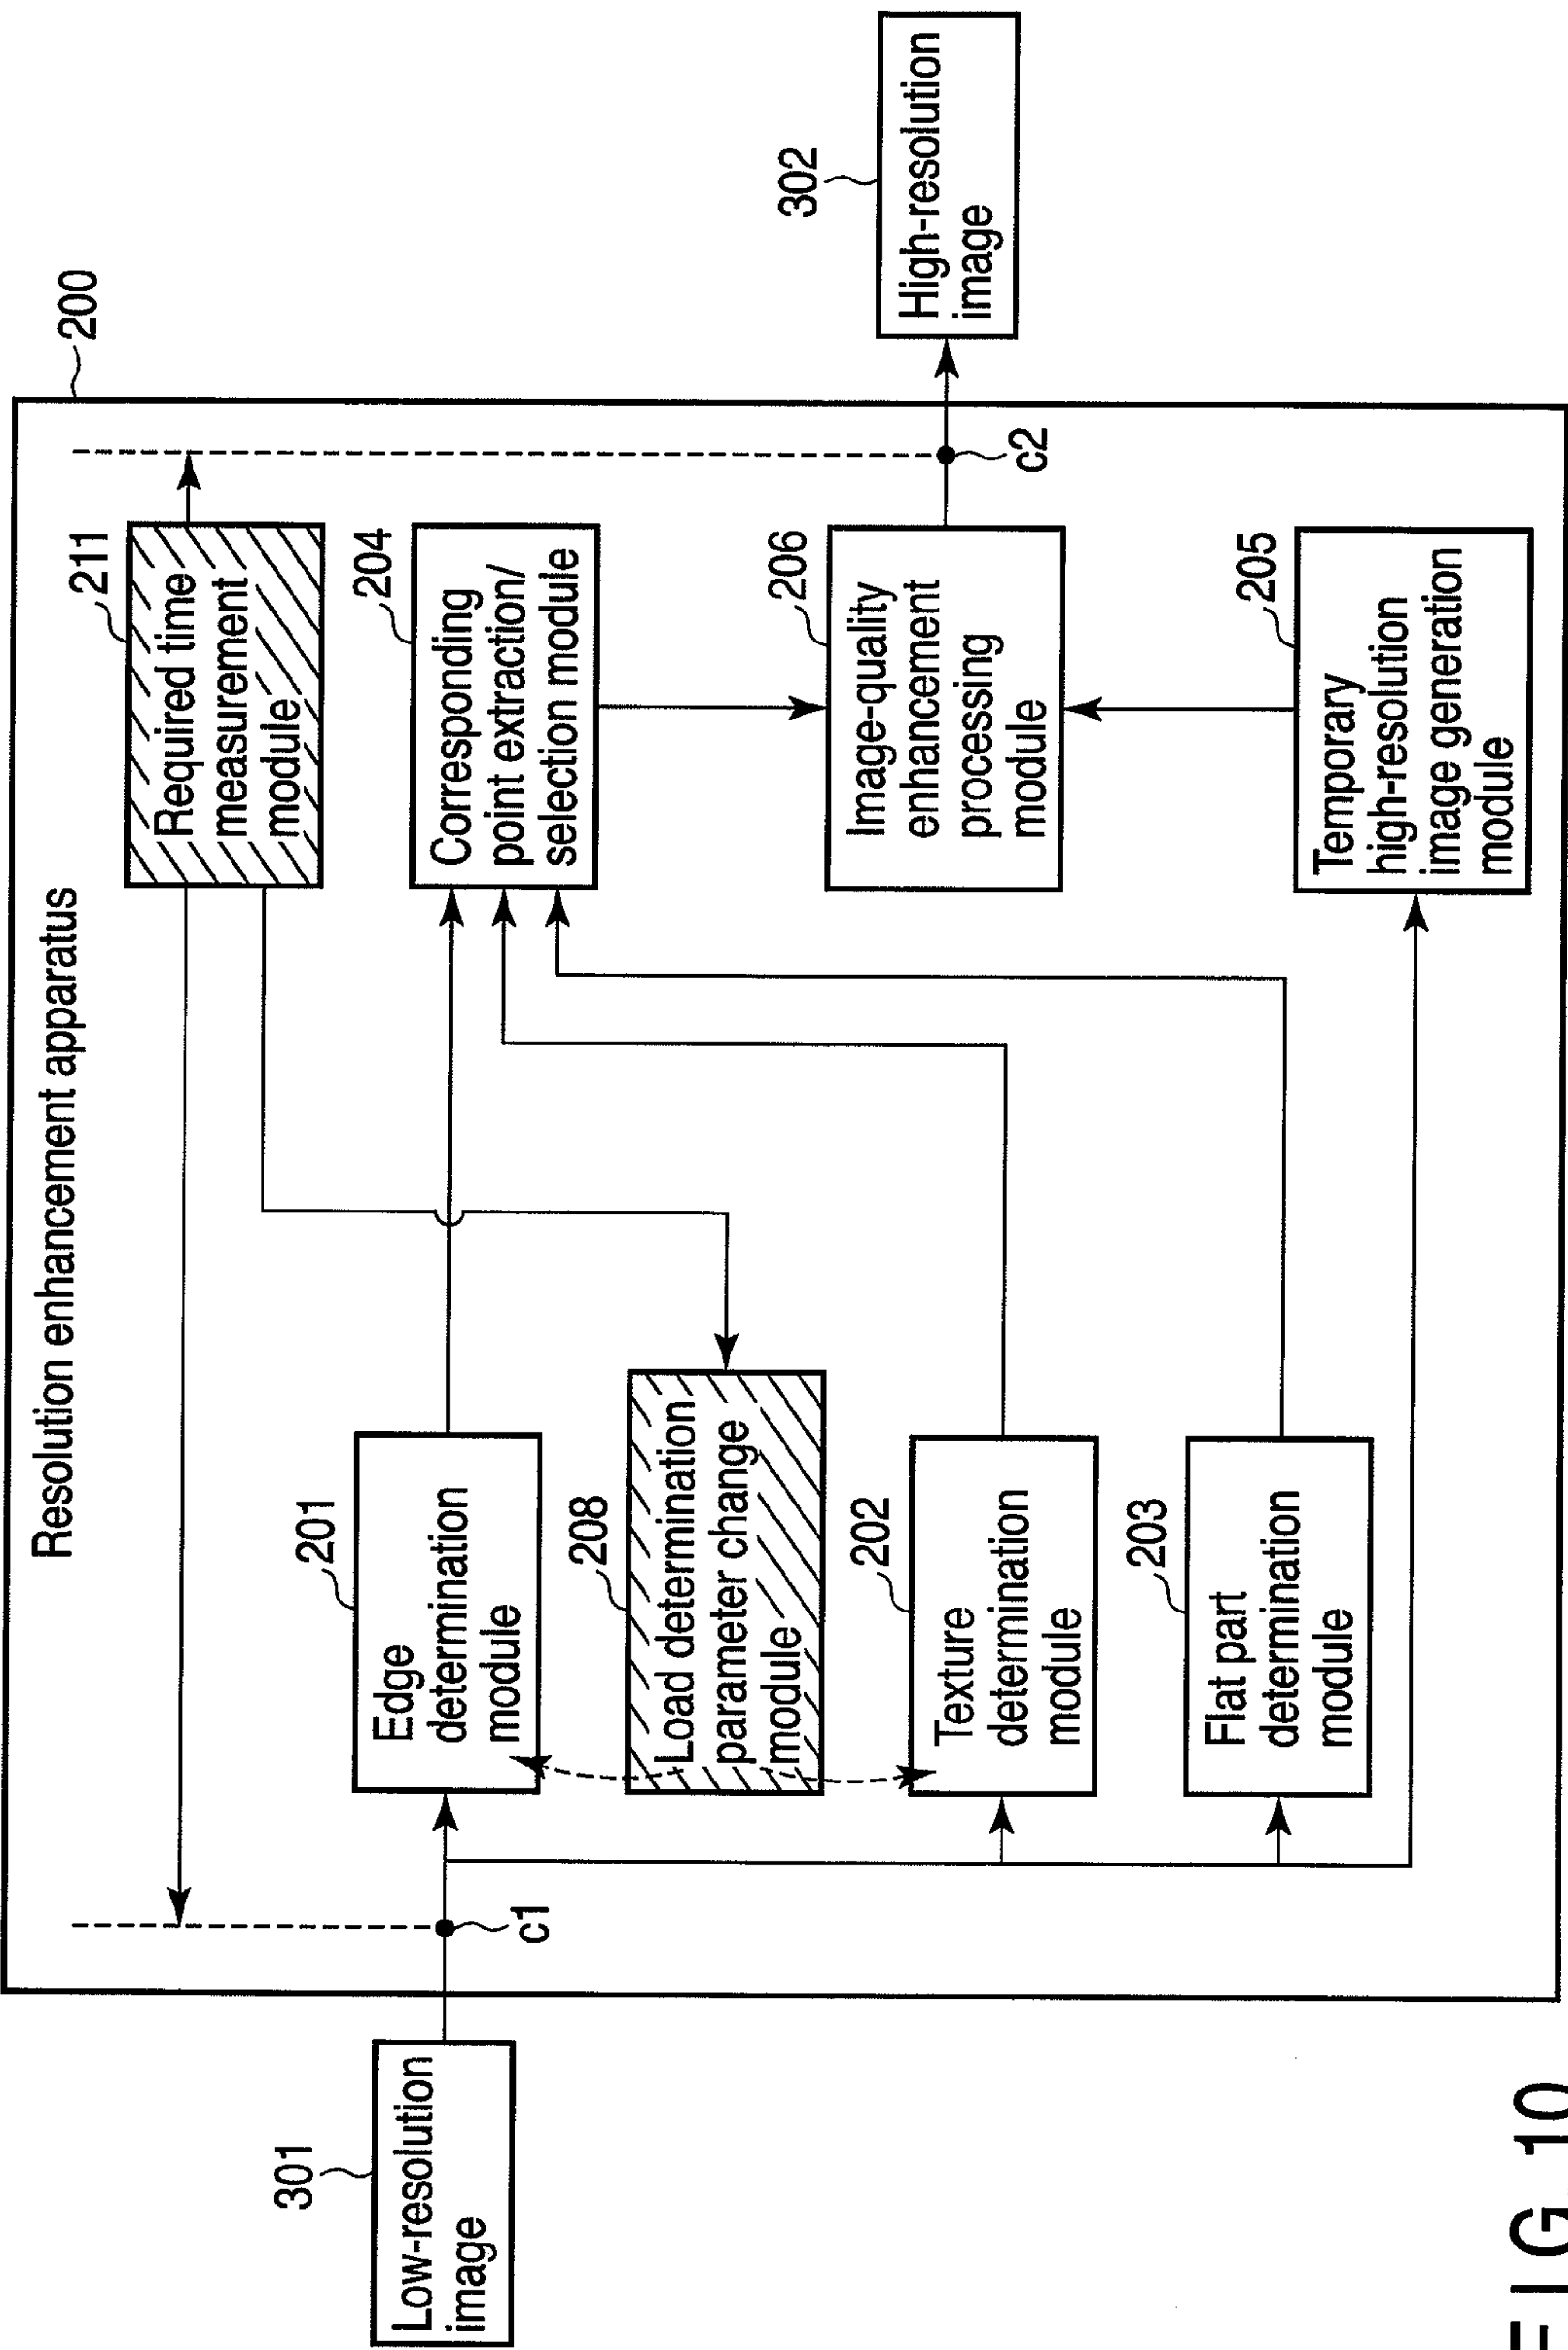 Resolution enhancement apparatus
200
301
Low-resolution
image
c1
201
Edge
determination
module
208
Load determination
parameter change
module
202
Texture
determination
module
203
Flat part
determination
module
211
Required time
measurement
module
204
Corresponding
point extraction/
selection module
206
Image-quality
enhancement
processing
module
205
Temporary
high-resolution
image generation
module
c2
302
High-resolution
image
FIG. 10